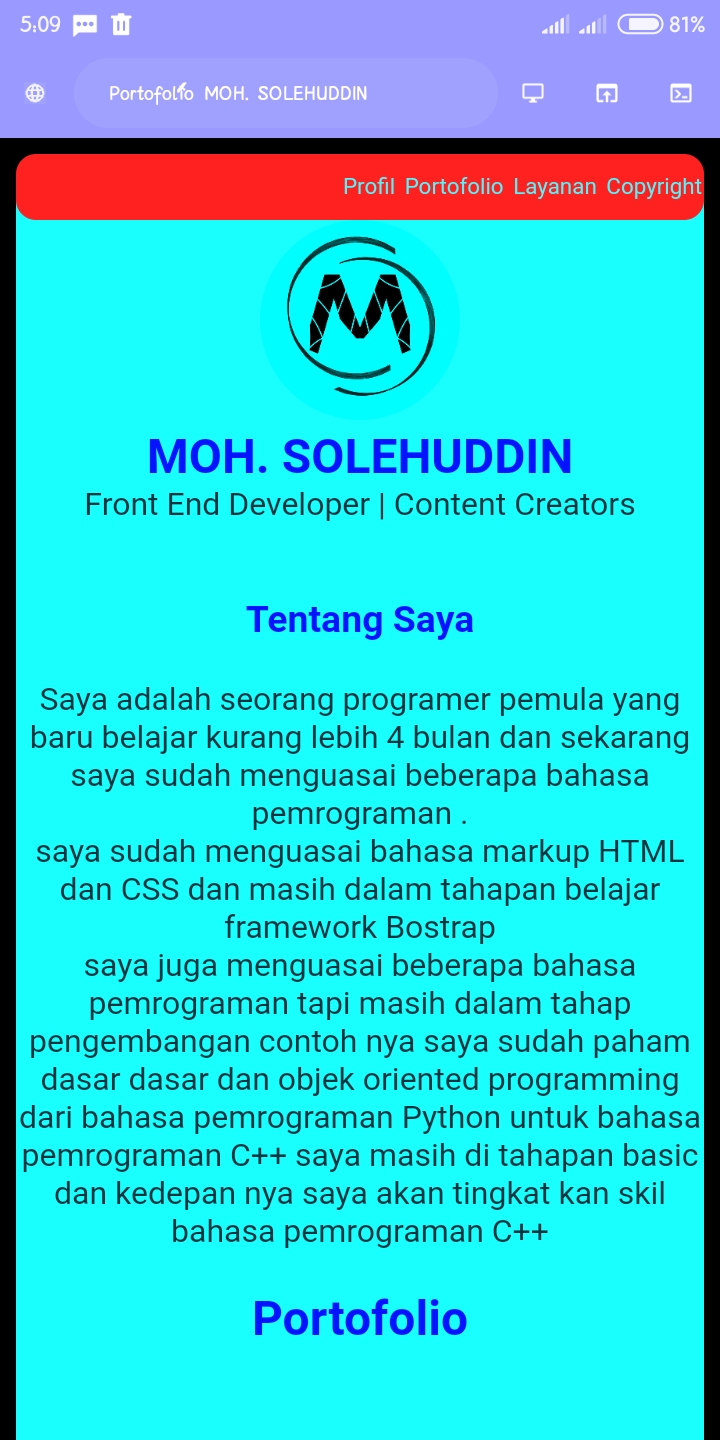 5:09
81%
Portofolio MOH. SOLEHUDDIN
Profil Portofolio Layanan Copyright
M
MOH. SOLEHUDDIN
Front End Developer | Content Creators
Tentang Saya
Saya adalah seorang programer pemula yang
baru belajar kurang lebih 4 bulan dan sekarang
saya sudah menguasai beberapa bahasa
pemrograman .
saya sudah menguasai bahasa markup HTML
dan CSS dan masih dalam tahapan belajar
framework Bostrap
saya juga menguasai beberapa bahasa
pemrograman tapi masih dalam tahap
pengembangan contoh nya saya sudah paham
dasar dasar dan objek oriented programming
dari bahasa pemrograman Python untuk bahasa
pemrograman C++ saya masih di tahapan basic
dan kedepan nya saya akan tingkat kan skil
bahasa pemrograman C++
Portofolio